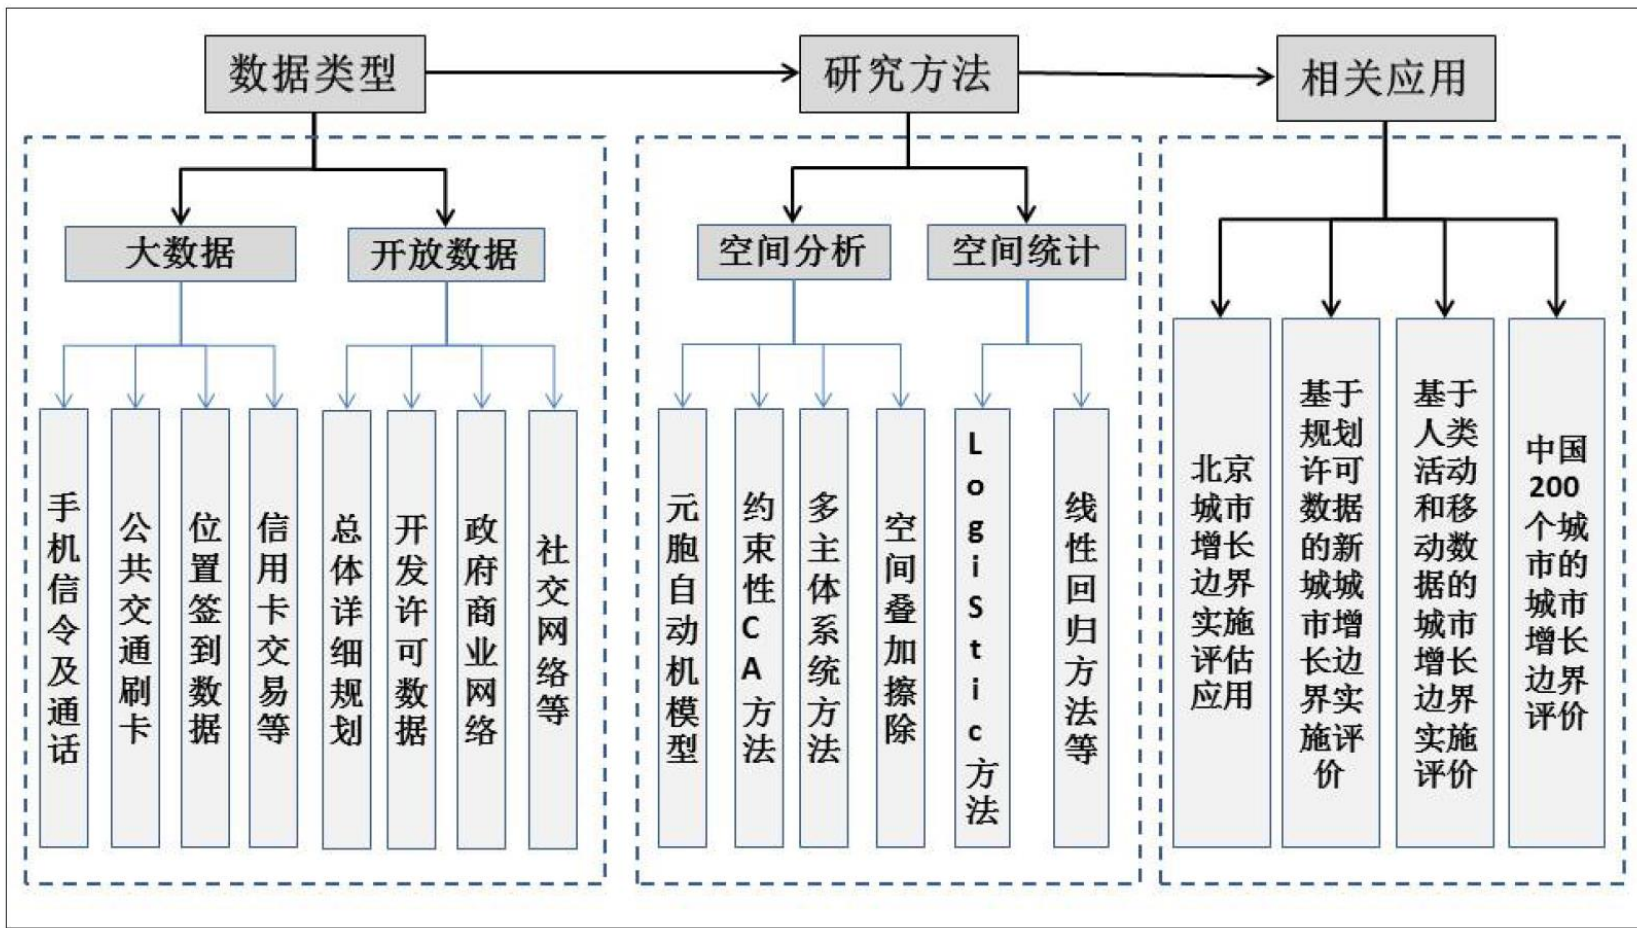 数据类型
研究方法
相关应用
大数据
开放数据
空间分析
空间统计
手机信令及通话
公共交通刷卡
位置签到数据
信用卡交易等
总体详细规划
开发许可数据
政府商业网络
社交网络等
元胞自动机模型
约束性CA方法
多主体系统方法
空间叠加擦除
LogiStic方法
线性回归方法等
北京
城市
增长
边界
实施
评估
应用
基于
规划
许可
数据
的新
城城
市增
长边
界实
施评
价
基于
人类
活动
和移
动数
据的
城市
增长
边界
实施
评价
中国
200
个城
市的
城市
增长
边界
评价